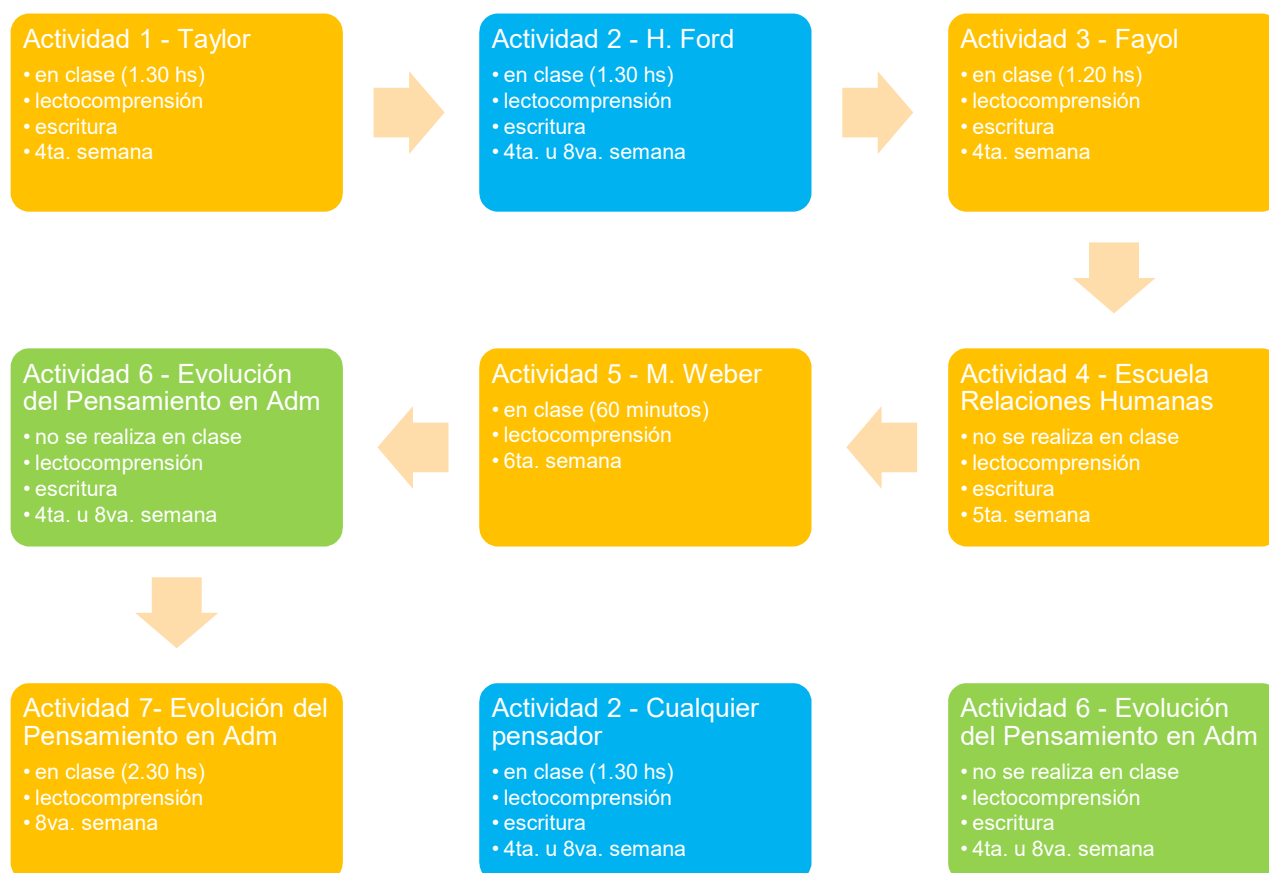 Actividad 1 - Taylor
• en clase (1.30 hs)
• lectocomprensión
• escritura
• 4ta. semana
Actividad 2 - H. Ford
• en clase (1.30 hs)
• lectocomprensión
• escritura
• 4ta. u 8va. semana
Actividad 3 - Fayol
• en clase (1.20 hs)
• lectocomprensión
• escritura
• 4ta. semana
Actividad 4 - Escuela
Relaciones Humanas
• no se realiza en clase
• lectocomprensión
• escritura
• 5ta. semana
Actividad 5 - M. Weber
• en clase (60 minutos)
• lectocomprensión
• 6ta. semana
Actividad 6 - Evolución
del Pensamiento en Adm
• no se realiza en clase
• lectocomprensión
• escritura
• 4ta. u 8va. semana
Actividad 7- Evolución del
Pensamiento en Adm
• en clase (2.30 hs)
• lectocomprensión
• 8va. semana
Actividad 2 - Cualquier
pensador
• en clase (1.30 hs)
• lectocomprensión
• escritura
• 4ta. u 8va. semana
Actividad 6 - Evolución
del Pensamiento en Adm
• no se realiza en clase
• lectocomprensión
• escritura
• 4ta. u 8va. semana